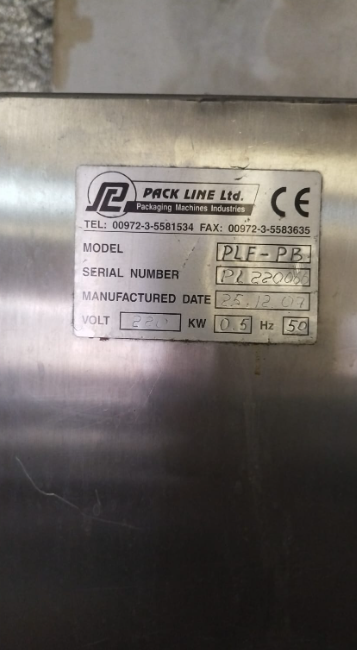 PACK LINE Ltd.
Packaging Machines Industries
CE
TEL: 00972-3-5581534 FAX: 00972-3-5583635
MODEL PLF-PB
SERIAL NUMBER
MANUFACTURED DATE 25.12.07
VOLT 220 KW 0.5 Hz 50